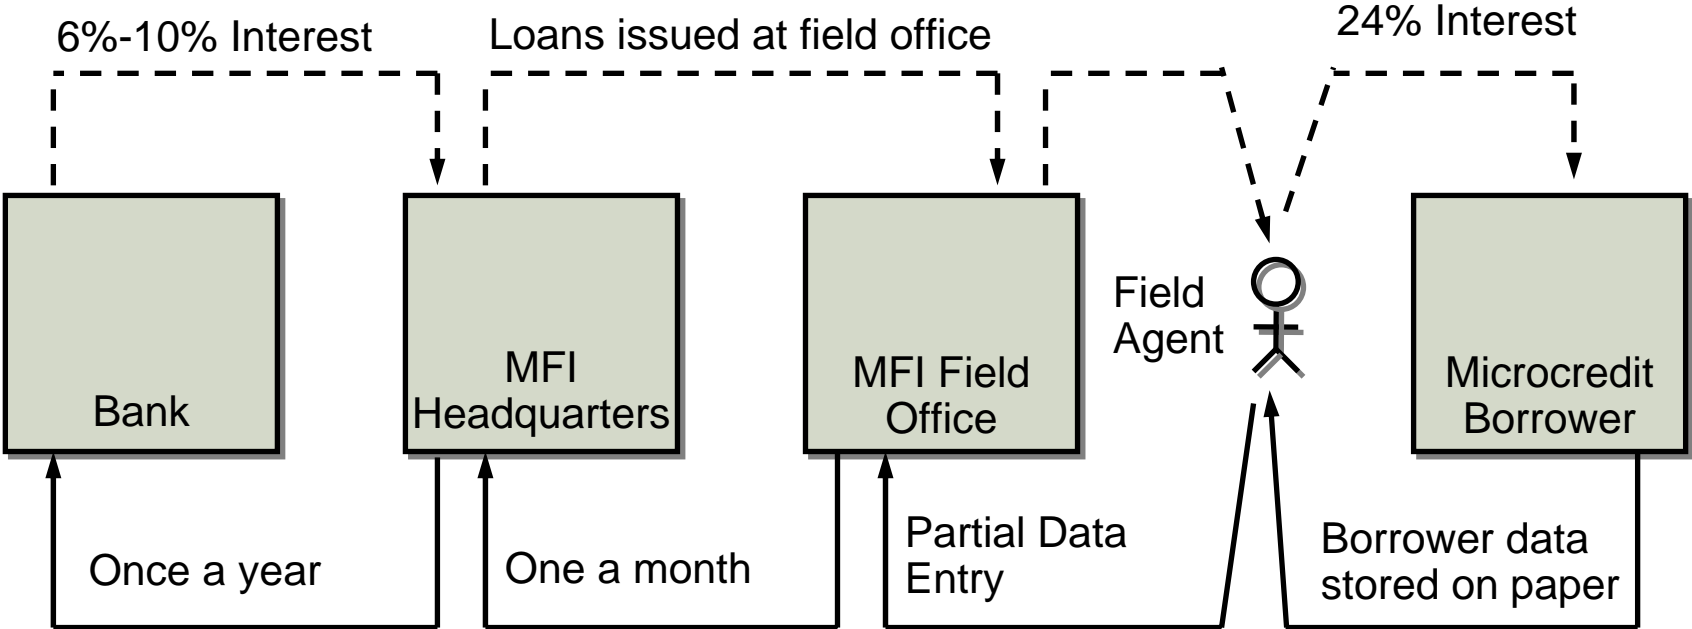 6%-10% Interest
Loans issued at field office
24% Interest
Field
Agent
Bank
MFI
Headquarters
MFI Field
Office
Microcredit
Borrower
Once a year
One a month
Partial Data
Entry
Borrower data
stored on paper